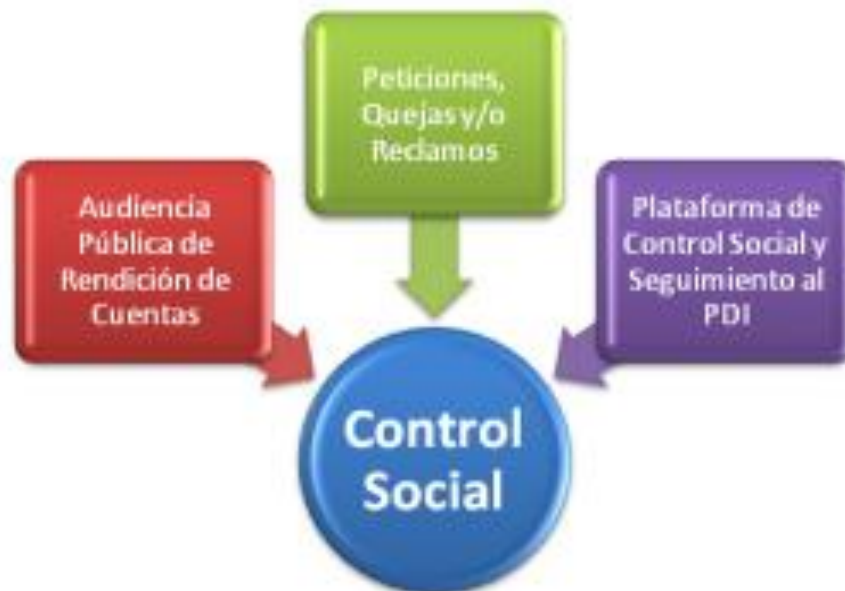 Peticiones,
Quejas y/o
Reclamos
Audiencia
Pública de
Rendición de
Cuentas
Plataforma de
Control Social y
Seguimiento al
PDI
Control
Social